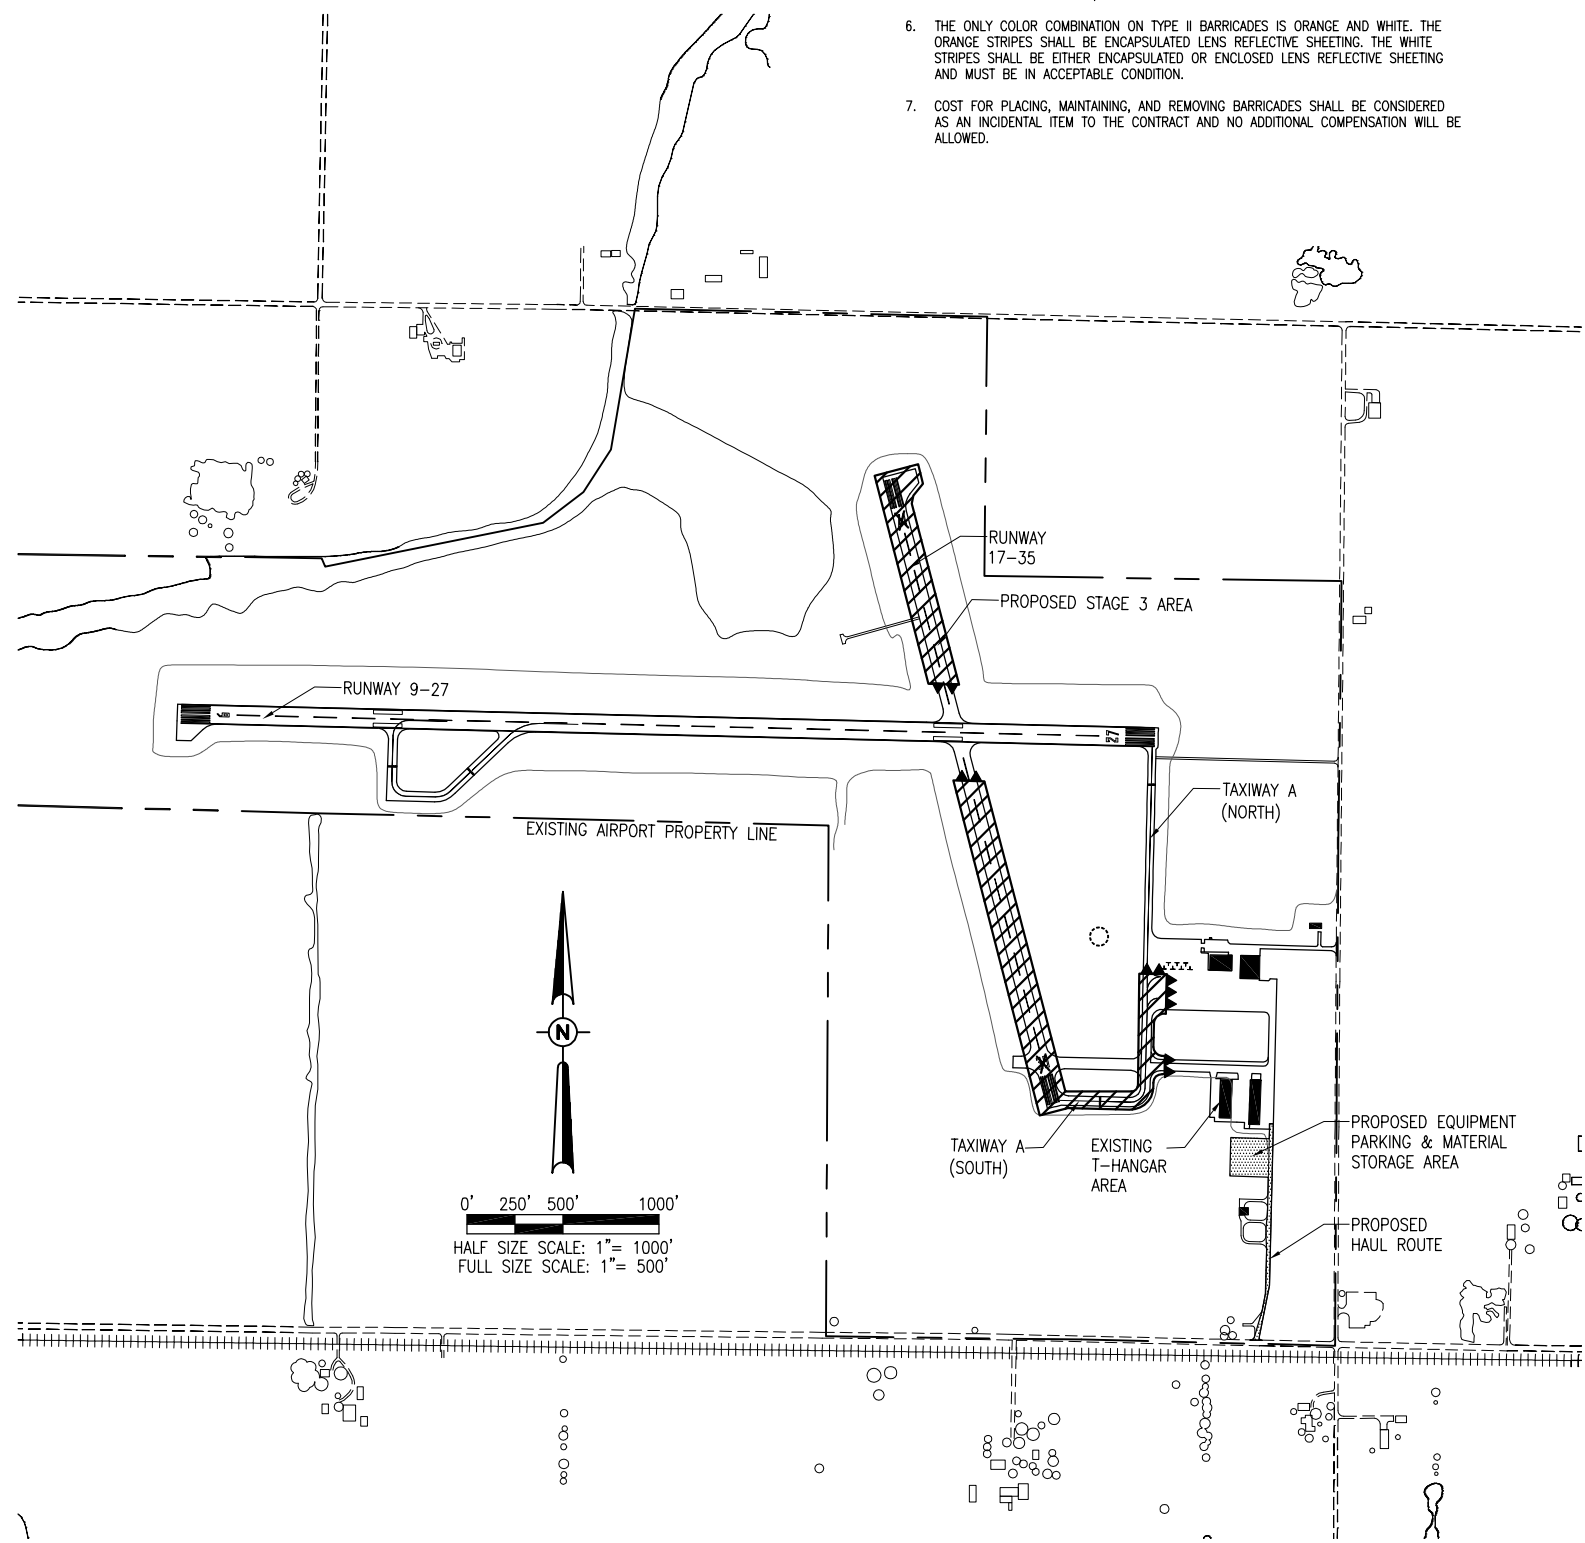 6. THE ONLY COLOR COMBINATION ON TYPE II BARRICADES IS ORANGE AND WHITE. THE
ORANGE STRIPES SHALL BE ENCAPSULATED LENS REFLECTIVE SHEETING. THE WHITE
STRIPES SHALL BE EITHER ENCAPSULATED OR ENCLOSED LENS REFLECTIVE SHEETING
AND MUST BE IN ACCEPTABLE CONDITION.
7. COST FOR PLACING, MAINTAINING, AND REMOVING BARRICADES SHALL BE CONSIDERED
AS AN INCIDENTAL ITEM TO THE CONTRACT AND NO ADDITIONAL COMPENSATION WILL BE
ALLOWED.
RUNWAY
17-35
PROPOSED STAGE 3 AREA
RUNWAY 9-27
27
TAXIWAY A
(NORTH)
EXISTING AIRPORT PROPERTY LINE
N
TAXIWAY A
(SOUTH)
EXISTING
T-HANGAR
AREA
PROPOSED EQUIPMENT
PARKING & MATERIAL
STORAGE AREA
PROPOSED
HAUL ROUTE
0' 250' 500' 1000'
HALF SIZE SCALE: 1"= 1000'
FULL SIZE SCALE: 1"= 500'